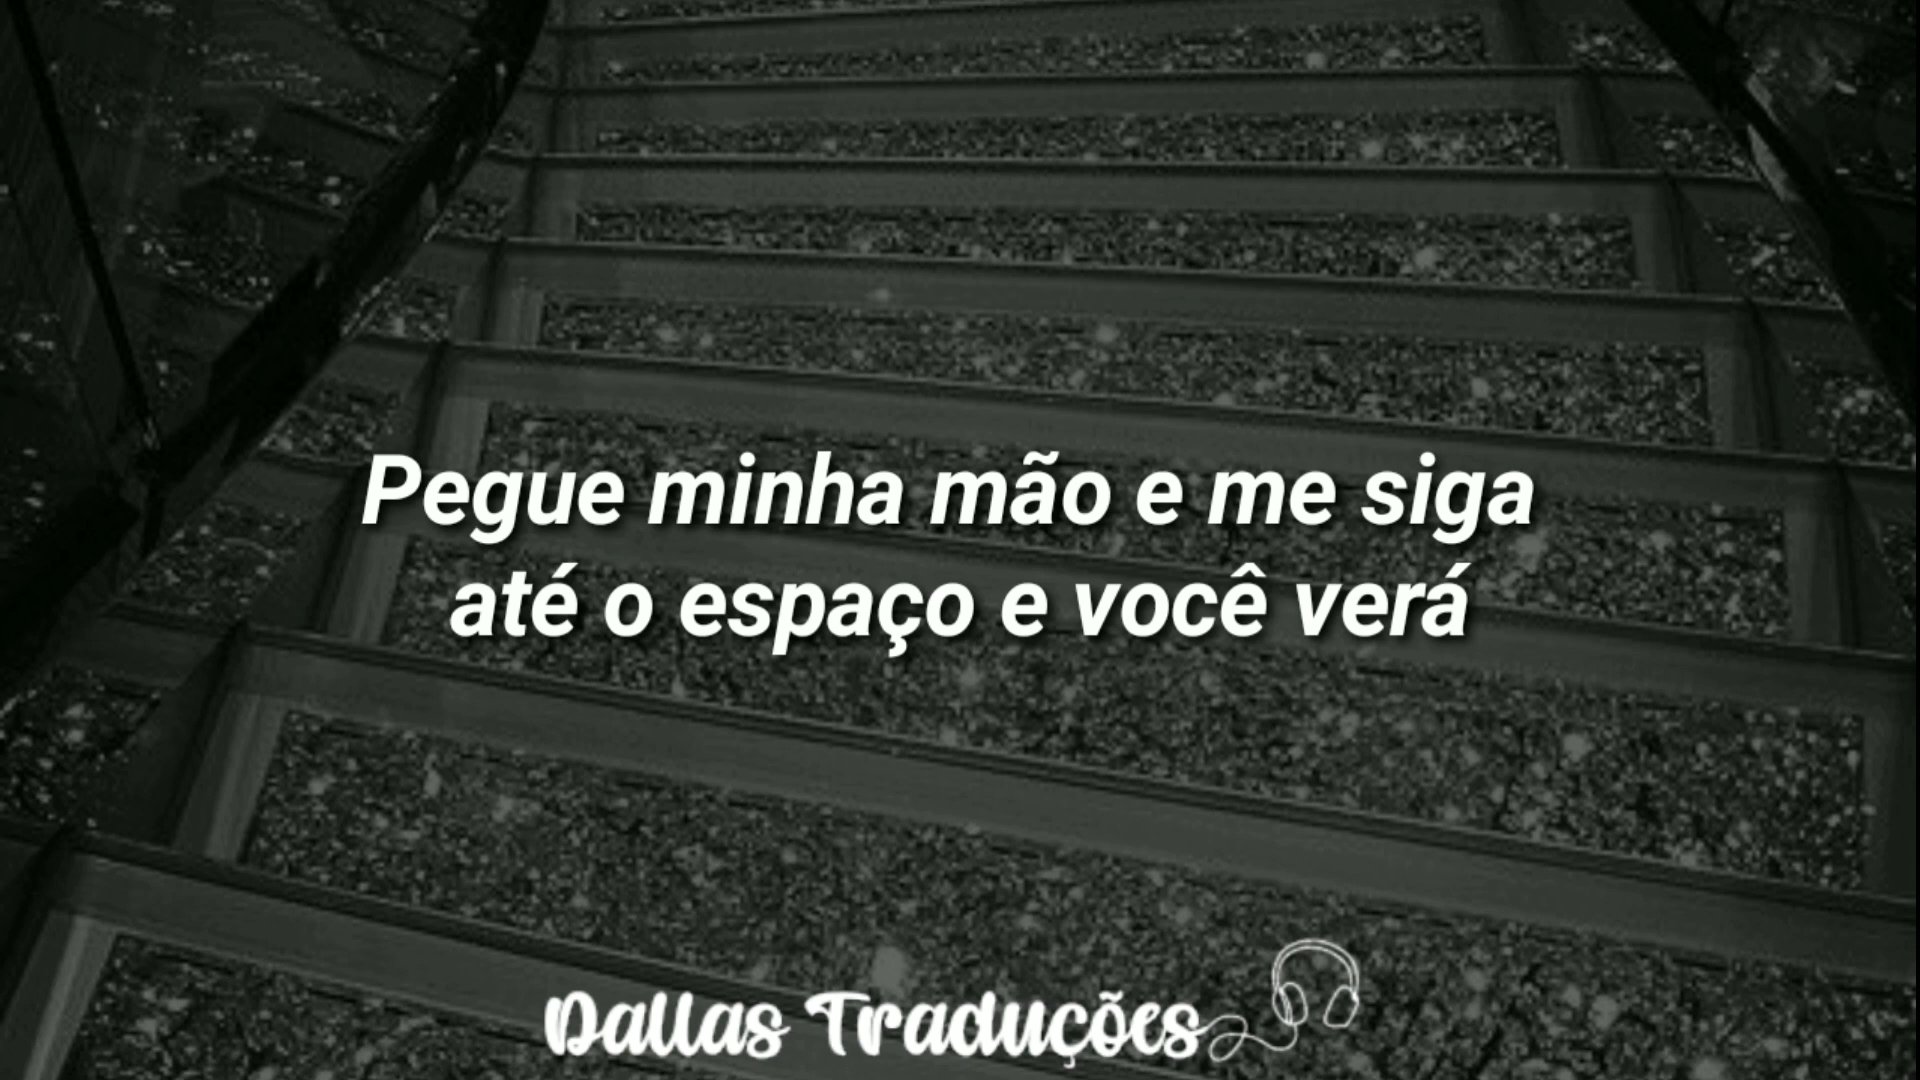 Pegue minha mão e me siga
até o espaço e você verá
Dallas Traduções